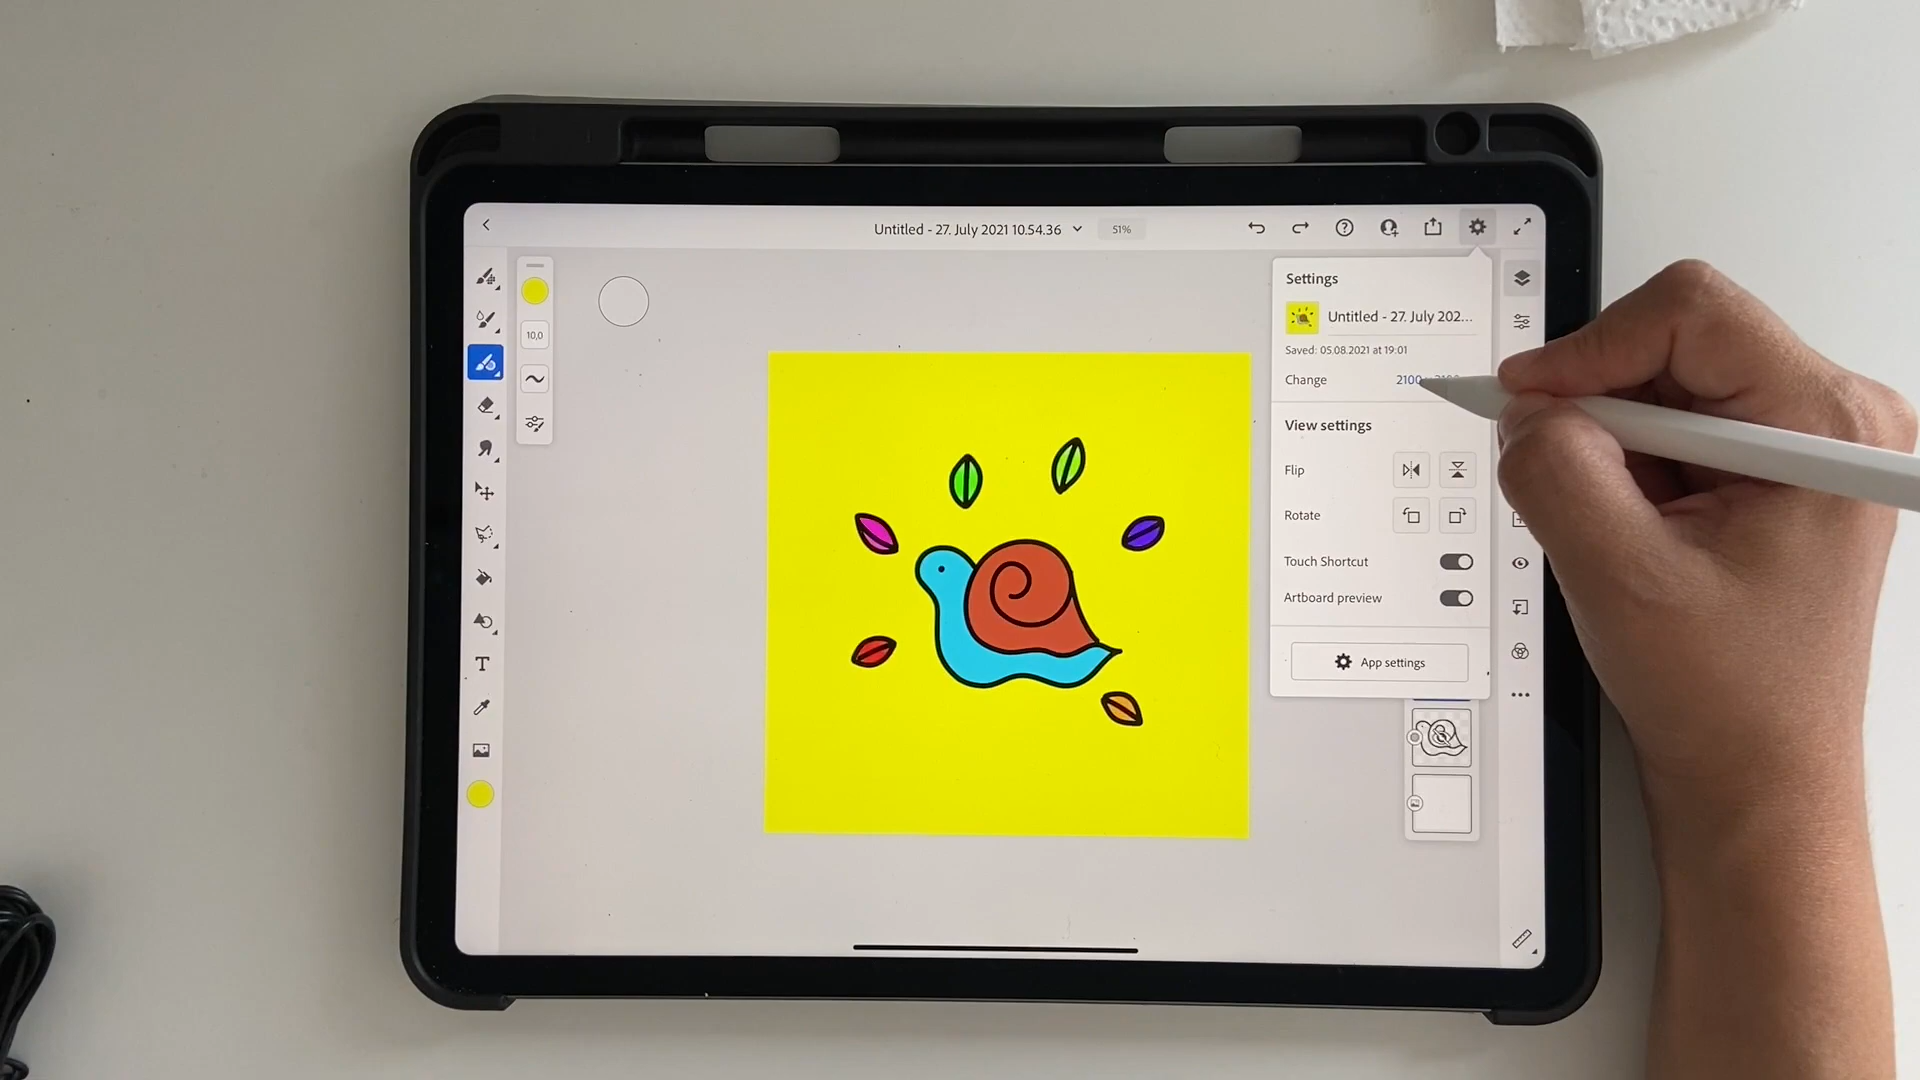 Untitled - 27. July 2021 10.54.36
51%
10,0
Settings
Untitled - 27. July 202...
Saved: 05.08.2021 at 19:01
Change 2100
View settings
Flip
Rotate
Touch Shortcut
Artboard preview
App settings
T